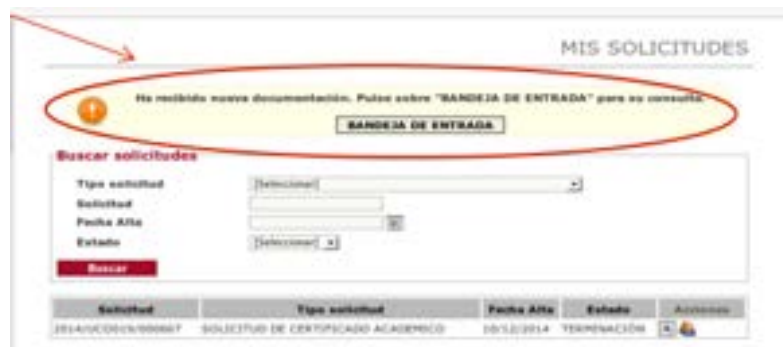 MIS SOLICITUDES
Ha recibido nueva documentación. Pulse sobre "BANDEJA DE ENTRADA" para su consulta.
BANDEJA DE ENTRADA
Buscar solicitudes
Tipo solicitud [Seleccionar]
Solicitud
Fecha Alta
Estado [Seleccionar]
Buscar
Solicitud Tipo solicitud Fecha Alta Estado Acciones
SOLICITUD DE CERTIFICADO ACADEMICO 10/12/2014 TERMINACIÓN